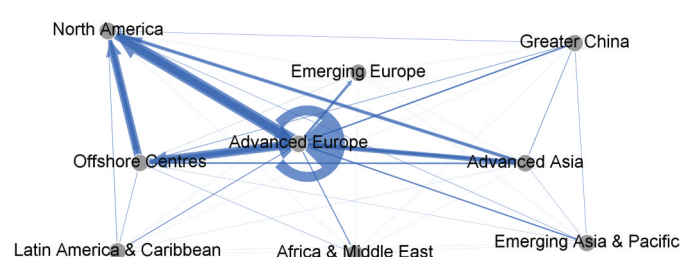 North America
Greater China
Emerging Europe
Advanced Europe
Offshore Centres
Advanced Asia
Emerging Asia & Pacific
Latin America & Caribbean
Africa & Middle East